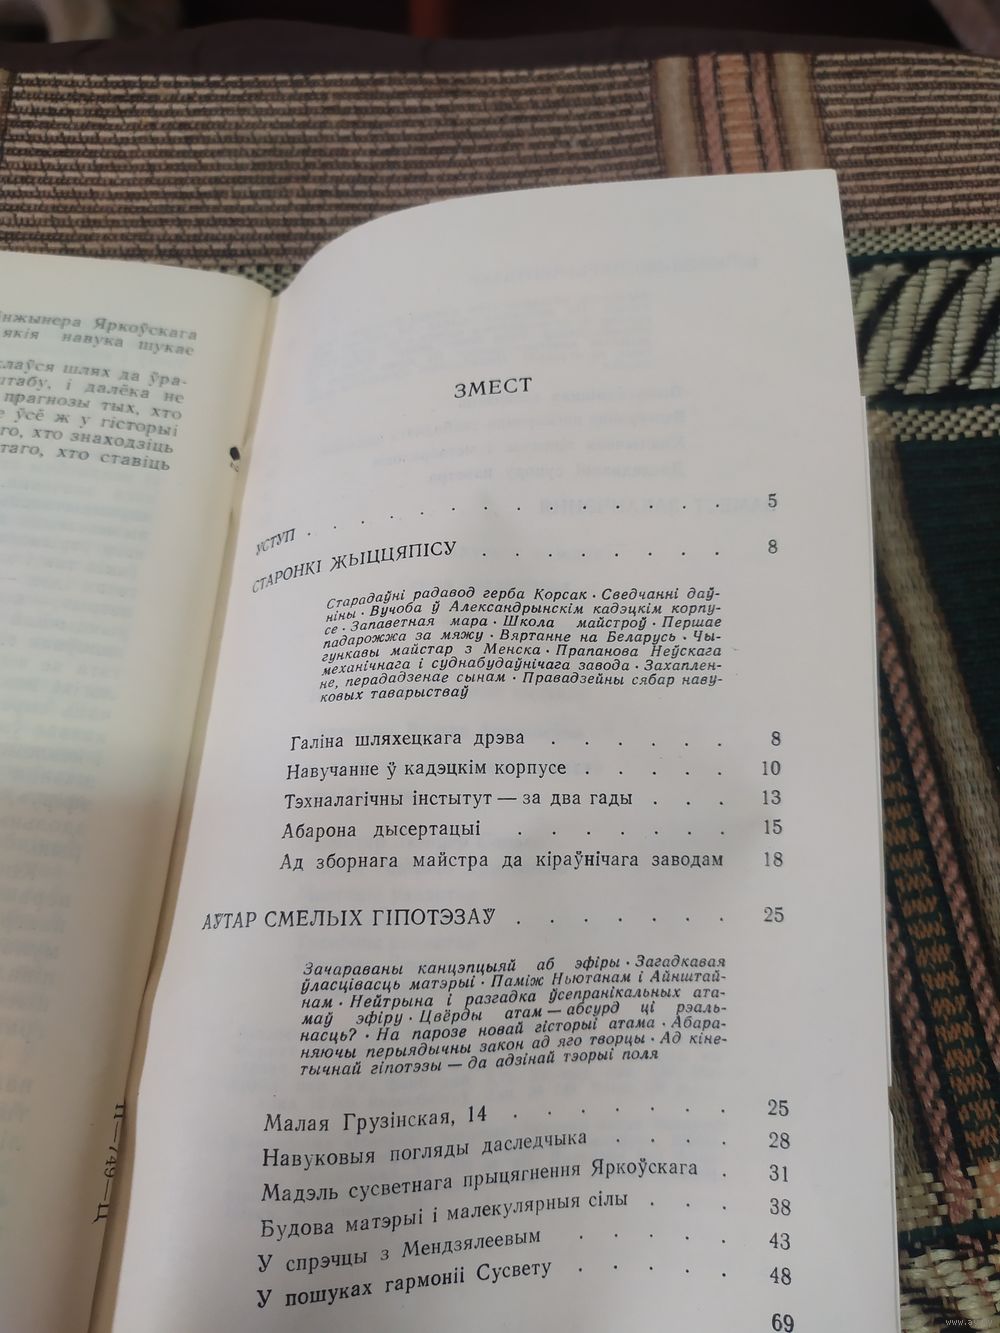 нжынера Яркоўскага
якія навука шукае
клаўся шлях да ўра-
штабу, і далёка не
прагнозы тых, хто
е ўсё ж у гісторыі
го, хто знаходзіць
таго, хто ставіць
ЗМЕСТ
УСТУП . . . . . . . . . . . 5
СТАРОНКІ ЖЫЦЦЯПІСУ . . . . . . . . 8
Старадаўні радавод герба Корсак · Сведчанні даў-
ніны · Вучоба ў Александрынскім кадэцкім корпу-
се · Запаветная мара · Школа майстроў · Першае
падарожжа за мяжу · Вяртанне на Беларусь · Чы-
гункавы майстар з Менска · Прапанова Неўскага
механічнага і суднабудаўнічага завода · Захаплен-
не, перададзенае сынам · Правадзейны сябар наву-
ковых таварыстваў
Галіна шляхецкага дрэва . . . . . . 8
Навучанне ў кадэцкім корпусе . . . . . 10
Тэхналагічны інстытут — за два гады . . . 13
Абарона дысертацыі . . . . . . . 15
Ад зборнага майстра да кіраўнічага заводам 18
АЎТАР СМЕЛЫХ ГІПОТЭЗАЎ . . . . . . . 25
Зачараваны канцэпцыяй аб эфіры · Загадкавая
ўласцівасць матэрыі · Паміж Ньютанам і Айнштай-
нам · Нейтрына і разгадка ўсепранікальных ата-
маў эфіру · Цвёрды атам — абсурд ці рэаль-
насць? · На парозе новай гісторыі атама · Абара-
няючы перыядычны закон ад яго творцы · Ад кіне-
тычнай гіпотэзы — да адзінай тэорыі поля
Малая Грузінская, 14 . . . . . . . 25
Навуковыя погляды даследчыка . . . . 28
Мадэль сусветнага прыцягнення Яркоўскага . 31
Будова матэрыі і малекулярныя сілы . . . 38
У спрэчцы з Мендзялеевым . . . . . 43
У пошуках гармоніі Сусвету . . . . . 48
69